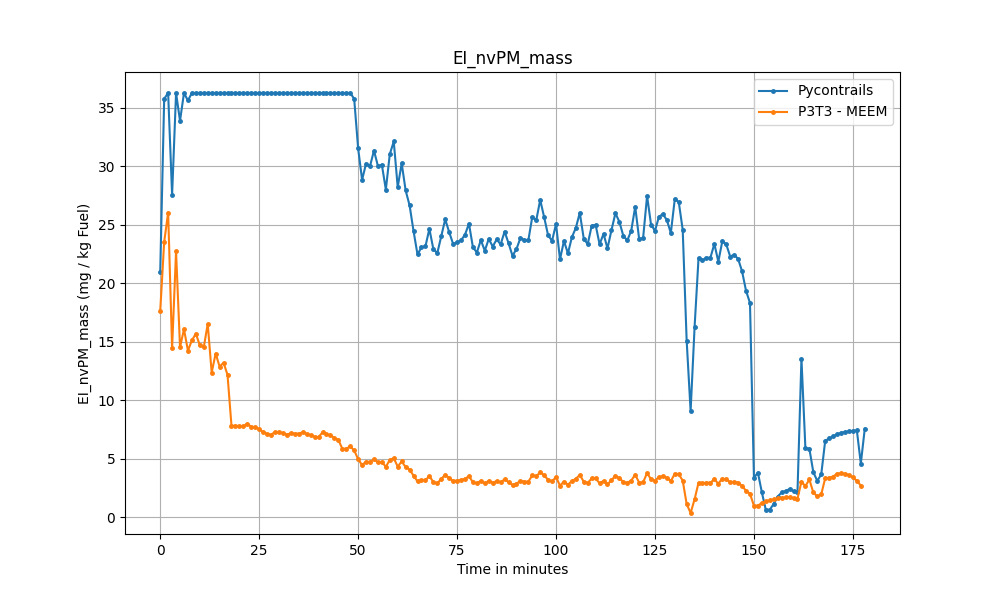 EI_nvPM_mass
Pycontrails
P3T3 - MEEM
EI_nvPM_mass (mg / kg Fuel)
35
30
25
20
15
10
5
0
0 25 50 75 100 125 150 175
Time in minutes